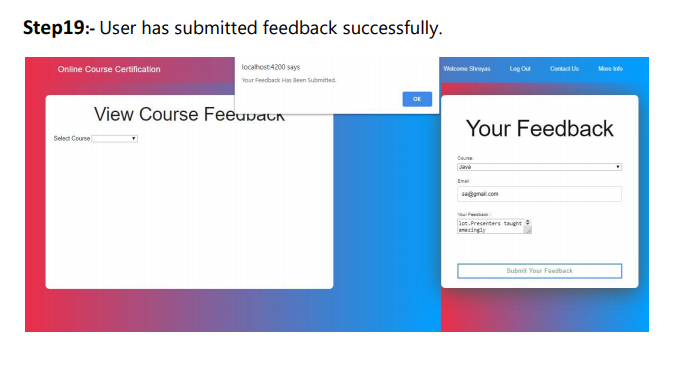 Step19:- User has submitted feedback successfully.
Online Course Certification
localhost:4200 says
Your Feedback Has Been Submitted.
OK
Welcome Shreyas Log Out Contact Us More Info
View Course Feedback
Select Course
Your Feedback
Course:
Java
Email
sa@gmail.com
Your Feedback :
lot.Presenters taught
amazingly
Submit Your Feedback